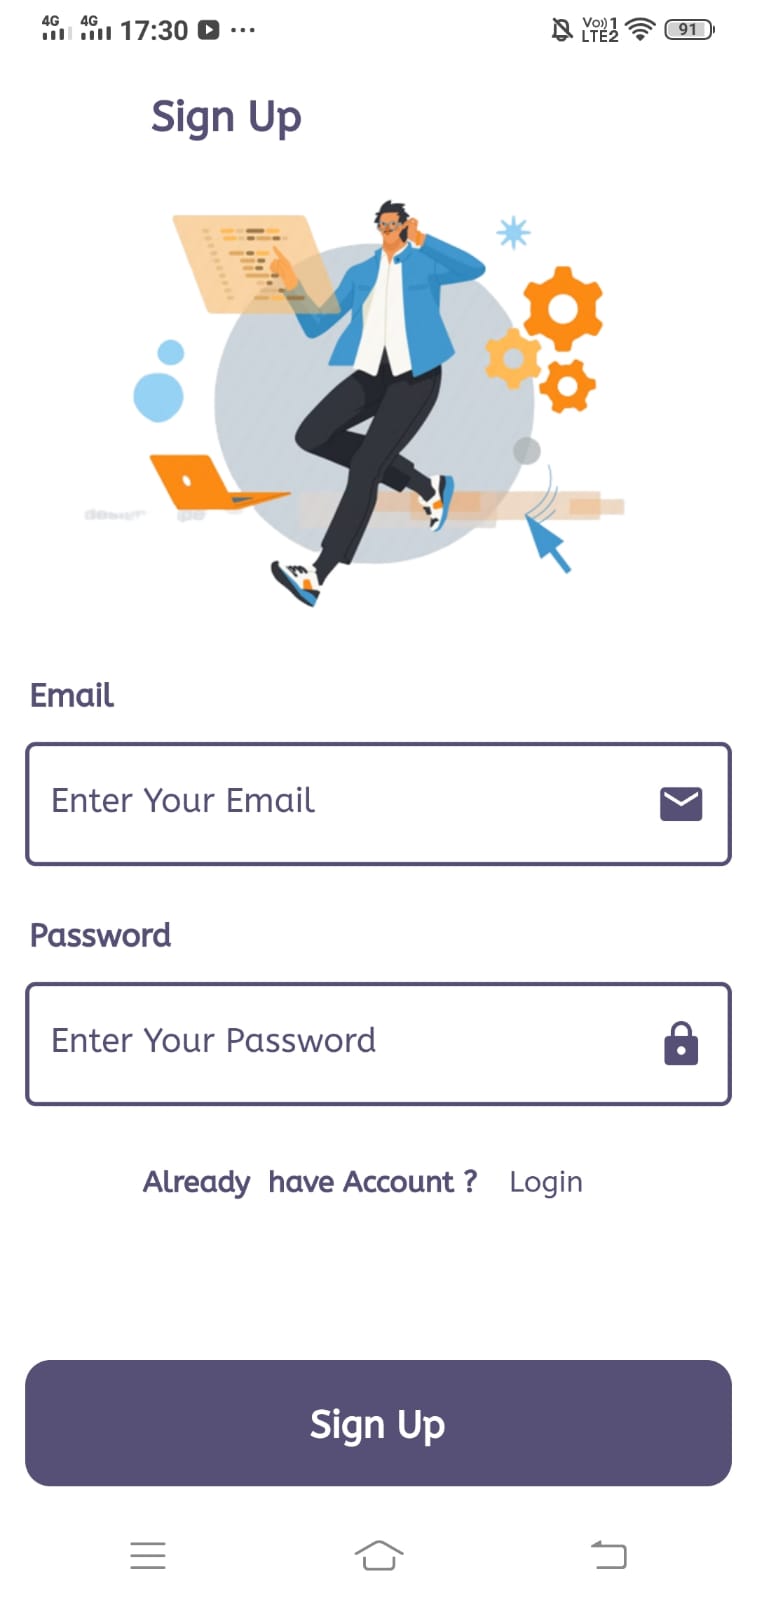 4G 4G 17:30 ... Vo)) 1 LTE2 91
Sign Up
Email
Enter Your Email
Password
Enter Your Password
Already have Account ? Login
Sign Up